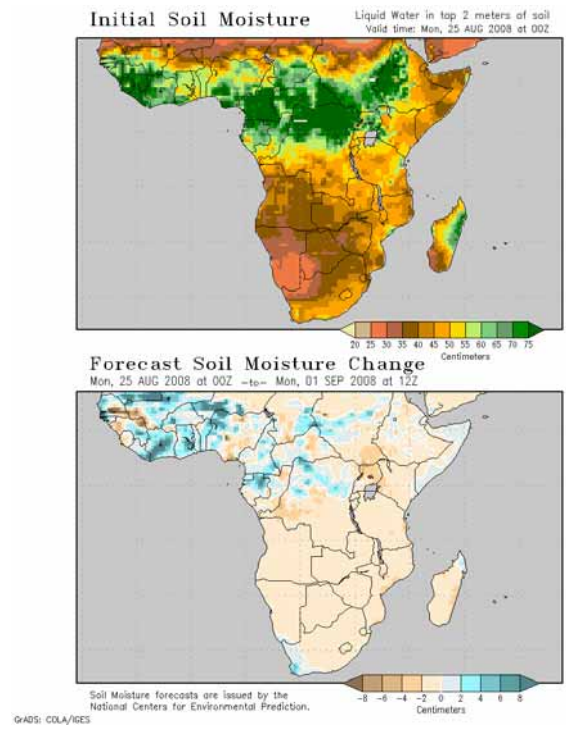 Initial Soil Moisture
Liquid Water in top 2 meters of soil
Valid time: Mon, 25 AUG 2008 at 00Z
20 25 30 35 40 45 50 55 60 65 70 75
Centimeters
Forecast Soil Moisture Change
Mon, 25 AUG 2008 at 00Z -to- Mon, 01 SEP 2008 at 12Z
-8 -6 -4 -2 0 2 4 6 8
Centimeters
Soil Moisture forecasts are issued by the
National Centers for Environmental Prediction.
GrADS: COLA/IGES